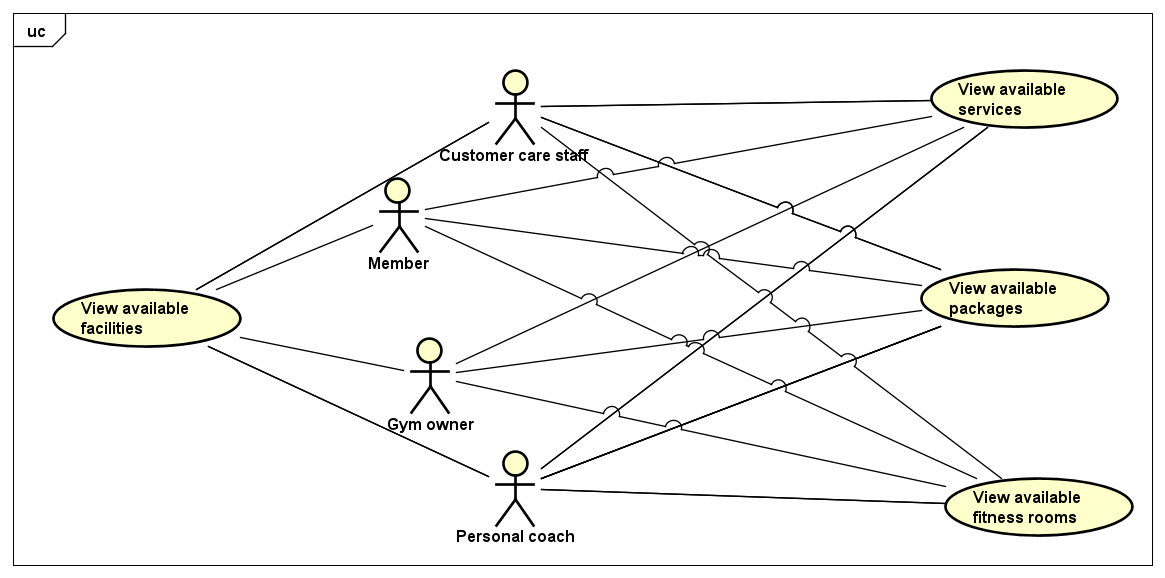 uc
View available
services
Customer care staff
Member
View available
packages
View available
facilities
Gym owner
View available
fitness rooms
Personal coach